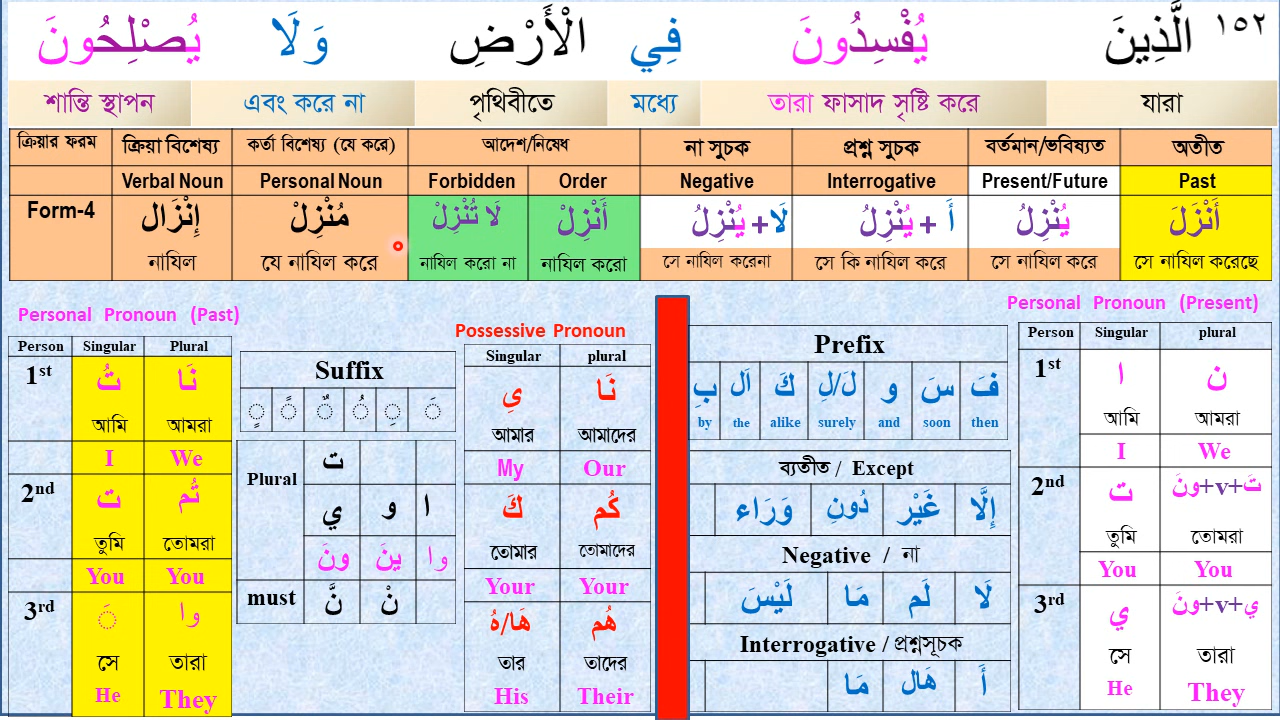 ١٥٢ الَّذِينَ يُفْسِدُونَ فِي الْأَرْضِ وَلَا يُصْلِحُونَ
শান্তি স্থাপন এবং করে না পৃথিবীতে মধ্যে তারা ফাসাদ সৃষ্টি করে যারা
ক্রিয়ার ফরম ক্রিয়া বিশেষ্য কর্তা বিশেষ্য (যে করে) আদেশ/নিষেধ না সুচক প্রশ্ন সুচক বর্তমান/ভবিষ্যত অতীত
Verbal Noun Personal Noun Forbidden Order Negative Interrogative Present/Future Past
Form-4 إِنْزَال مُنْزِلْ لَا تُنْزِلْ أَنْزِلْ لَا+ يُنْزِلُ أَ + يُنْزِلُ يُنْزِلُ أَنْزَلَ
নাযিল যে নাযিল করে নাযিল করো না নাযিল করো সে নাযিল করেনা সে কি নাযিল করে সে নাযিল করে সে নাযিল করেছে
Personal Pronoun (Past)
Person Singular Plural
1st تُ نَا
আমি আমরা
I We
2nd ت تُم
তুমি তোমরা
You You
3rd َ وا
সে তারা
He They
Suffix
ٍ ً ٌ ُ ِ َ
Plural ت
ي و ا
ونَ ينَ وا
must نَّ نْ
Possessive Pronoun
Singular plural
يِ نَا
আমার আমাদের
My Our
كَ كُم
তোমার তোমাদের
Your Your
هَا/هُ هُم
তার তাদের
His Their
Prefix
بِ اَل كَ لَ/لِ و سَ فَ
by the alike surely and soon then
ব্যতীত / Except
وَرَاء دُونِ غَيْر إِلَّا
Negative / না
لَيْسَ مَا لَم لَا
Interrogative / প্রশ্নসূচক
مَا هَال أَ
Personal Pronoun (Present)
Person Singular plural
1st ا ن
আমি আমরা
I We
2nd ت تَ+v+ونَ
তুমি তোমরা
You You
3rd ي ي+v+ونَ
সে তারা
He They